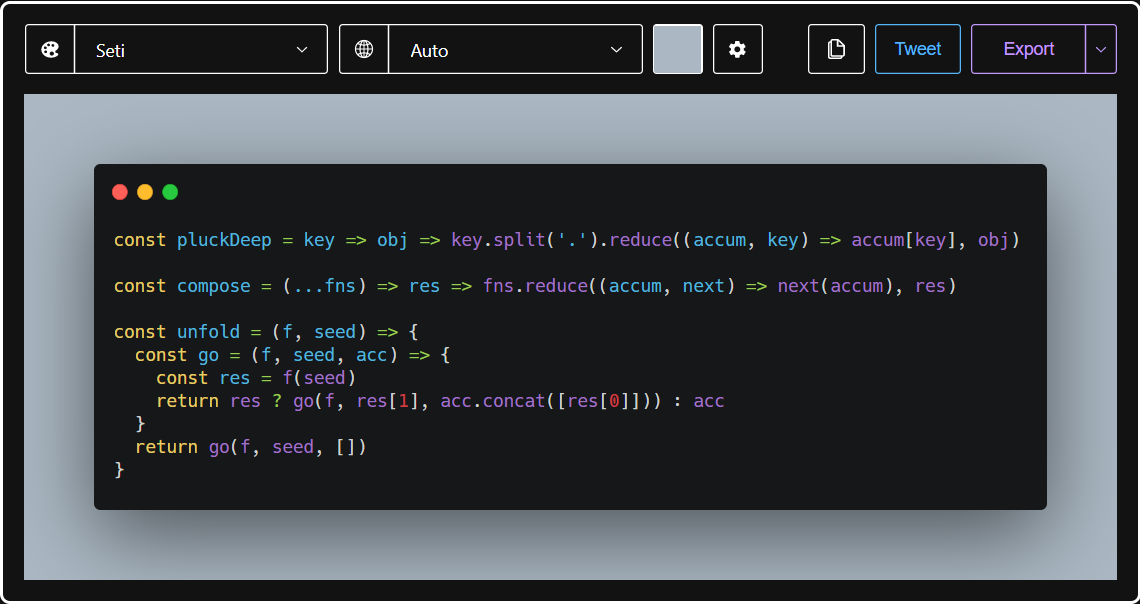 Seti
Auto
Tweet
Export
const pluckDeep = key => obj => key.split('.').reduce((accum, key) => accum[key], obj)
const compose = (...fns) => res => fns.reduce((accum, next) => next(accum), res)
const unfold = (f, seed) => {
  const go = (f, seed, acc) => {
    const res = f(seed)
    return res ? go(f, res[1], acc.concat([res[0]])) : acc
  }
  return go(f, seed, [])
}